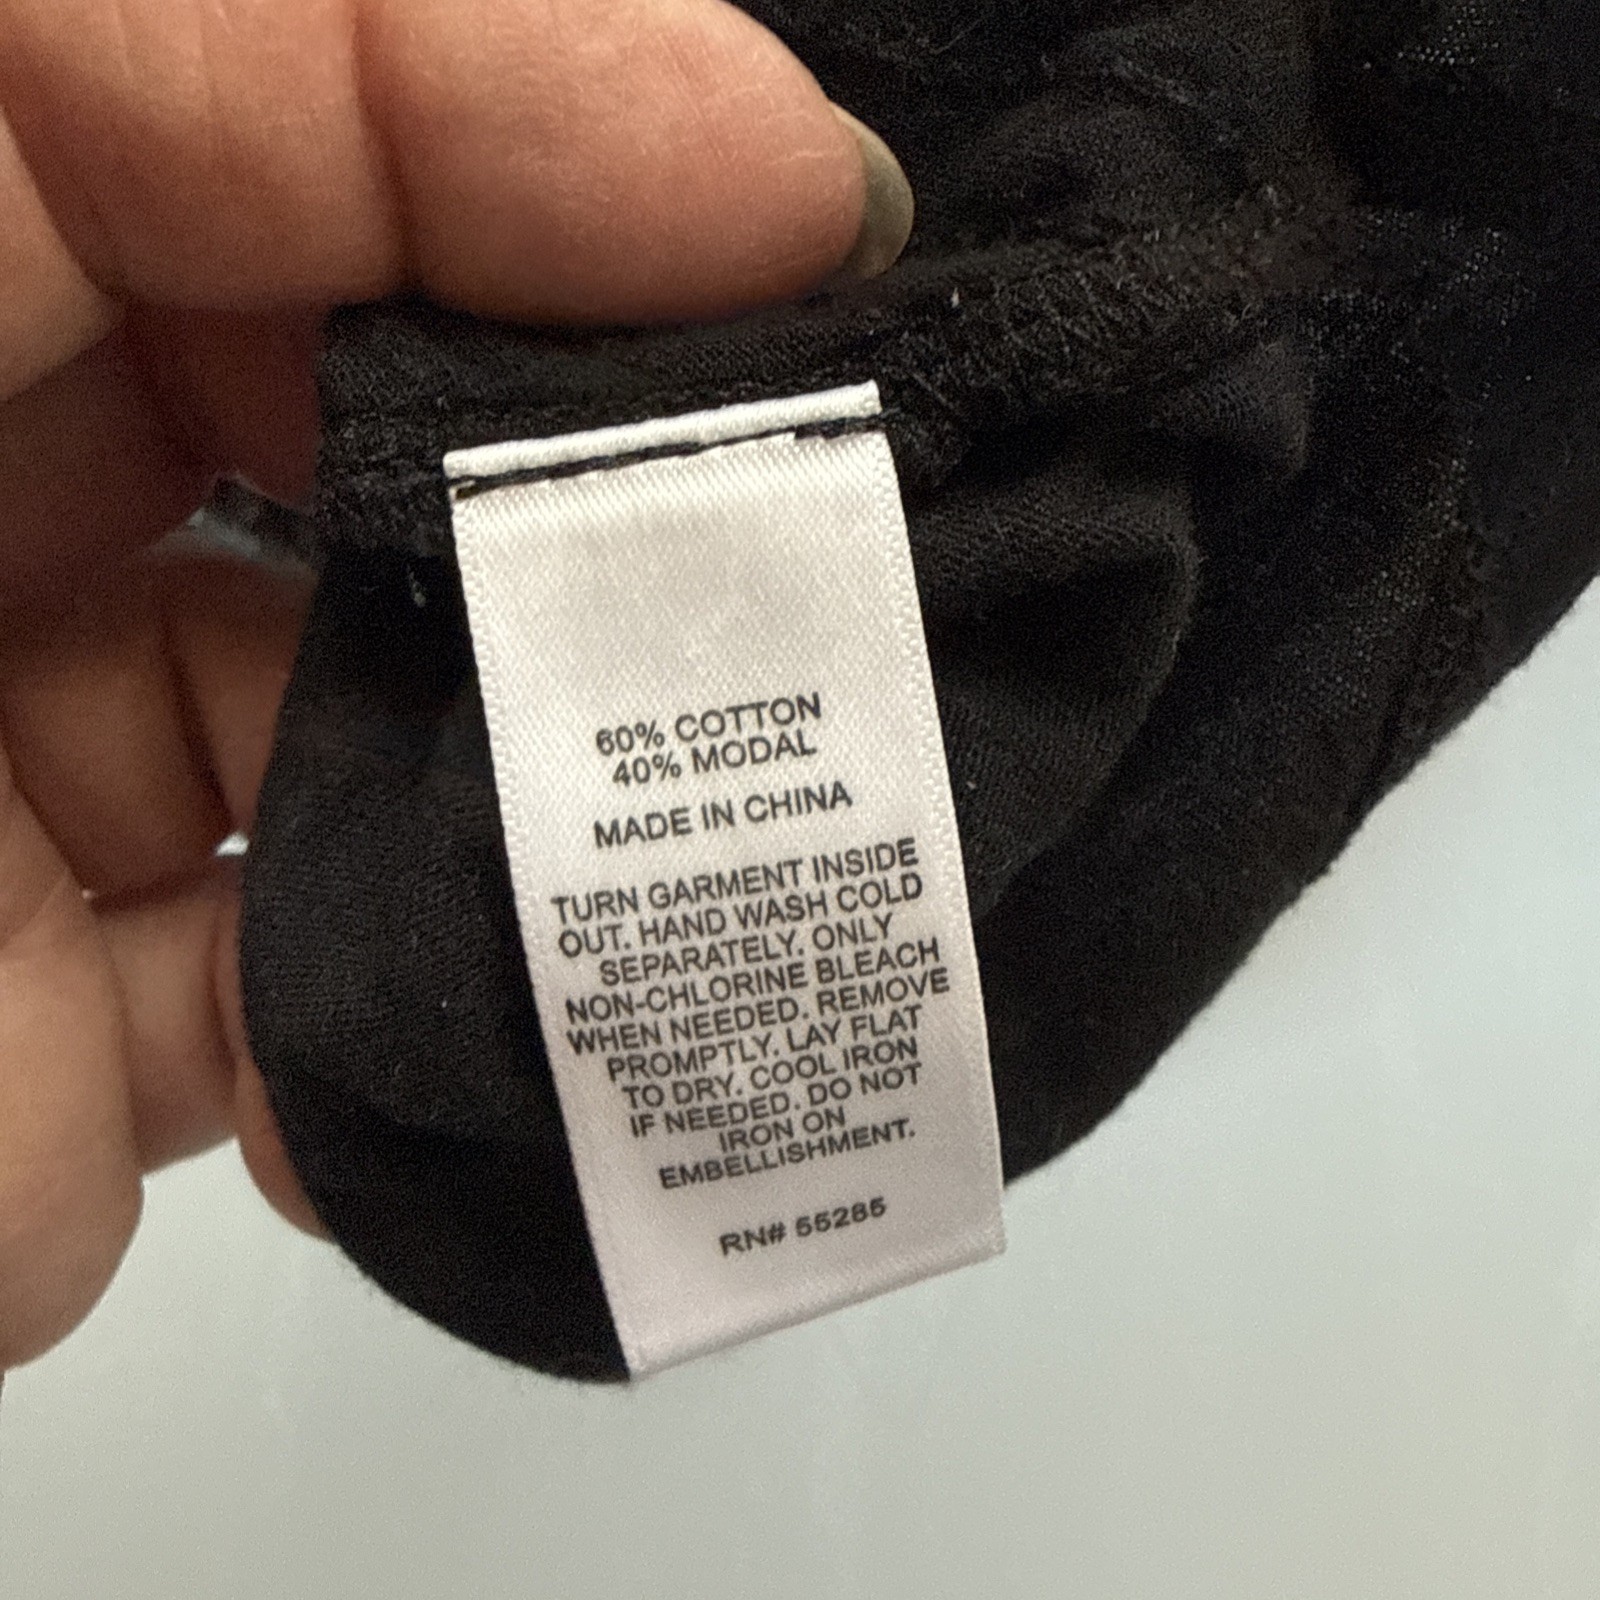 60% COTTON
40% MODAL
MADE IN CHINA
TURN GARMENT INSIDE
OUT. HAND WASH COLD
SEPARATELY. ONLY
NON-CHLORINE BLEACH
WHEN NEEDED. REMOVE
PROMPTLY. LAY FLAT
TO DRY. COOL IRON
IF NEEDED. DO NOT
IRON ON
EMBELLISHMENT.
RN# 55285